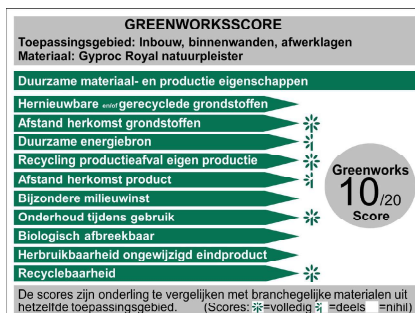 GREENWORKSSCORE
Toepassingsgebied: Inbouw, binnenwanden, afwerklagen
Materiaal: Gyproc Royal natuurpleister
Duurzame materiaal- en productie eigenschappen
Hernieuwbare en/of gerecyclede grondstoffen
Afstand herkomst grondstoffen
Duurzame energiebron
Recycling productieafval eigen productie
Afstand herkomst product
Bijzondere milieuwinst
Onderhoud tijdens gebruik
Biologisch afbreekbaar
Herbruikbaarheid ongewijzigd eindproduct
Recyclebaarheid
Greenworks
10/20
Score
De scores zijn onderling te vergelijken met branchegelijke materialen uit
hetzelfde toepassingsgebied. (Scores: =volledig =deels =nihil)